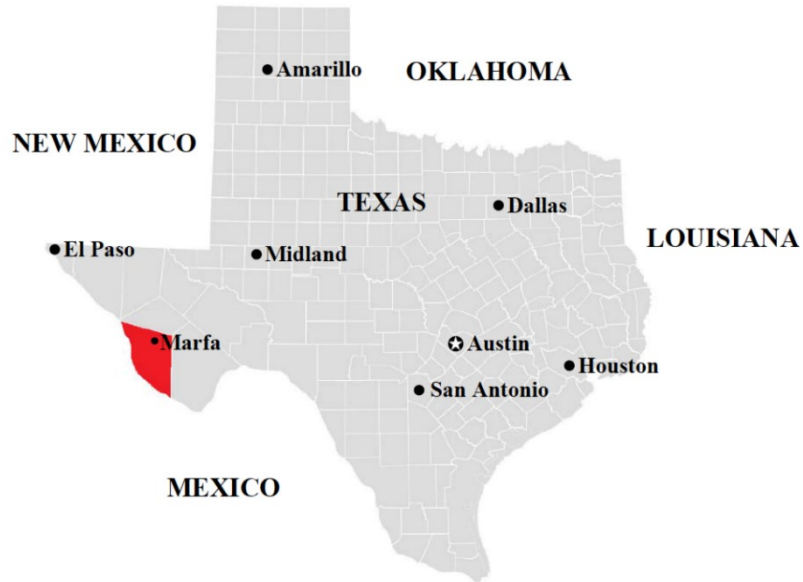 Amarillo
OKLAHOMA
NEW MEXICO
TEXAS
Dallas
LOUISIANA
El Paso
Midland
Marfa
Austin
Houston
San Antonio
MEXICO